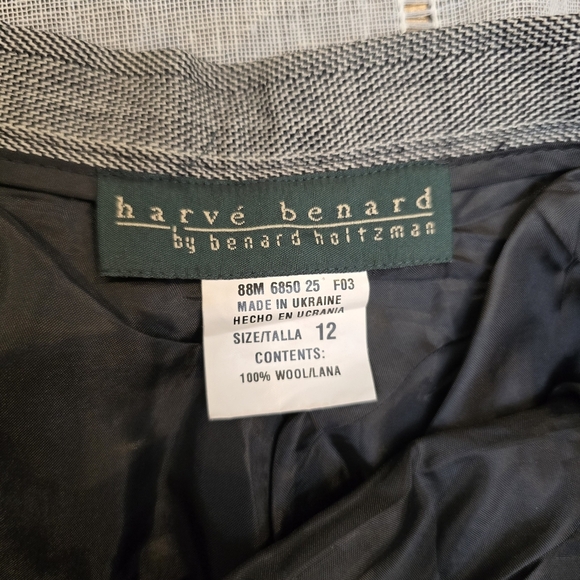 harvé benard
by benard holtzman
88M 6850 25 F03
MADE IN UKRAINE
HECHO EN UCRANIA
SIZE/TALLA 12
CONTENTS:
100% WOOL/LANA